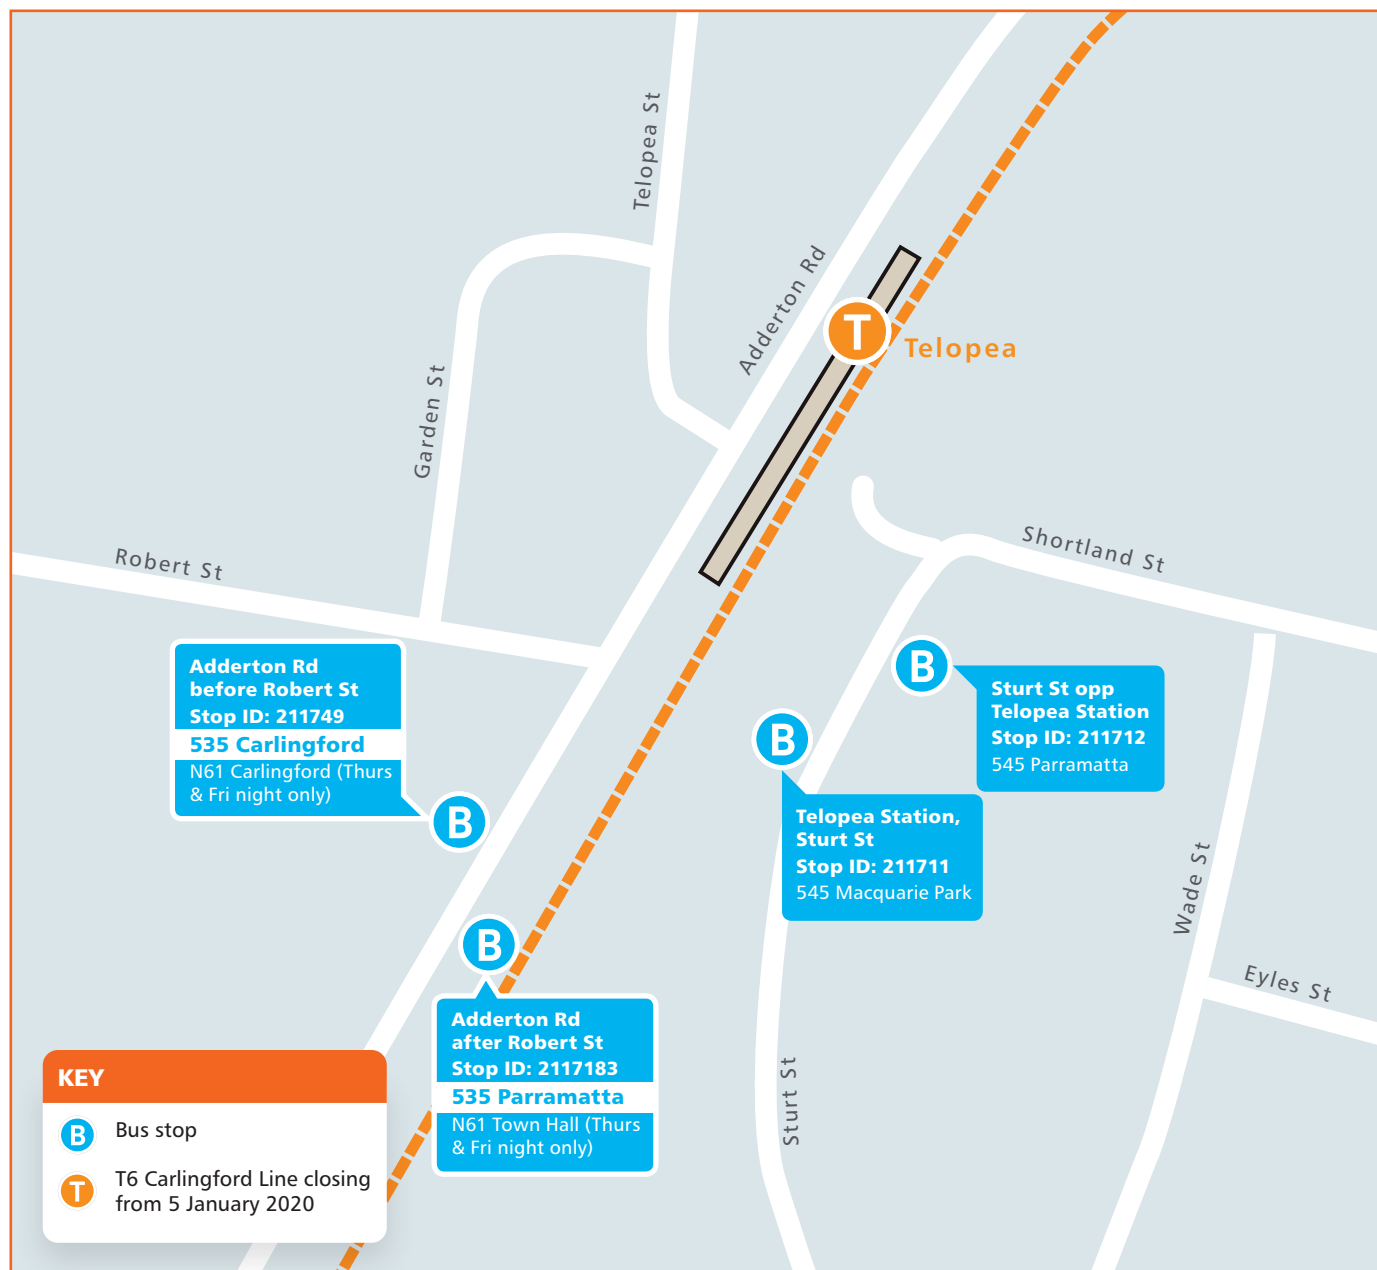 Telopea St
Adderton Rd
T
Telopea
Garden St
Shortland St
Robert St
Adderton Rd
before Robert St
Stop ID: 211749
535 Carlingford
N61 Carlingford (Thurs
& Fri night only)
B
B
Sturt St opp
Telopea Station
Stop ID: 211712
545 Parramatta
B
Telopea Station,
Sturt St
Stop ID: 211711
545 Macquarie Park
Wade St
Eyles St
B
Adderton Rd
after Robert St
Stop ID: 2117183
535 Parramatta
N61 Town Hall (Thurs
& Fri night only)
Sturt St
KEY
B Bus stop
T T6 Carlingford Line closing
from 5 January 2020